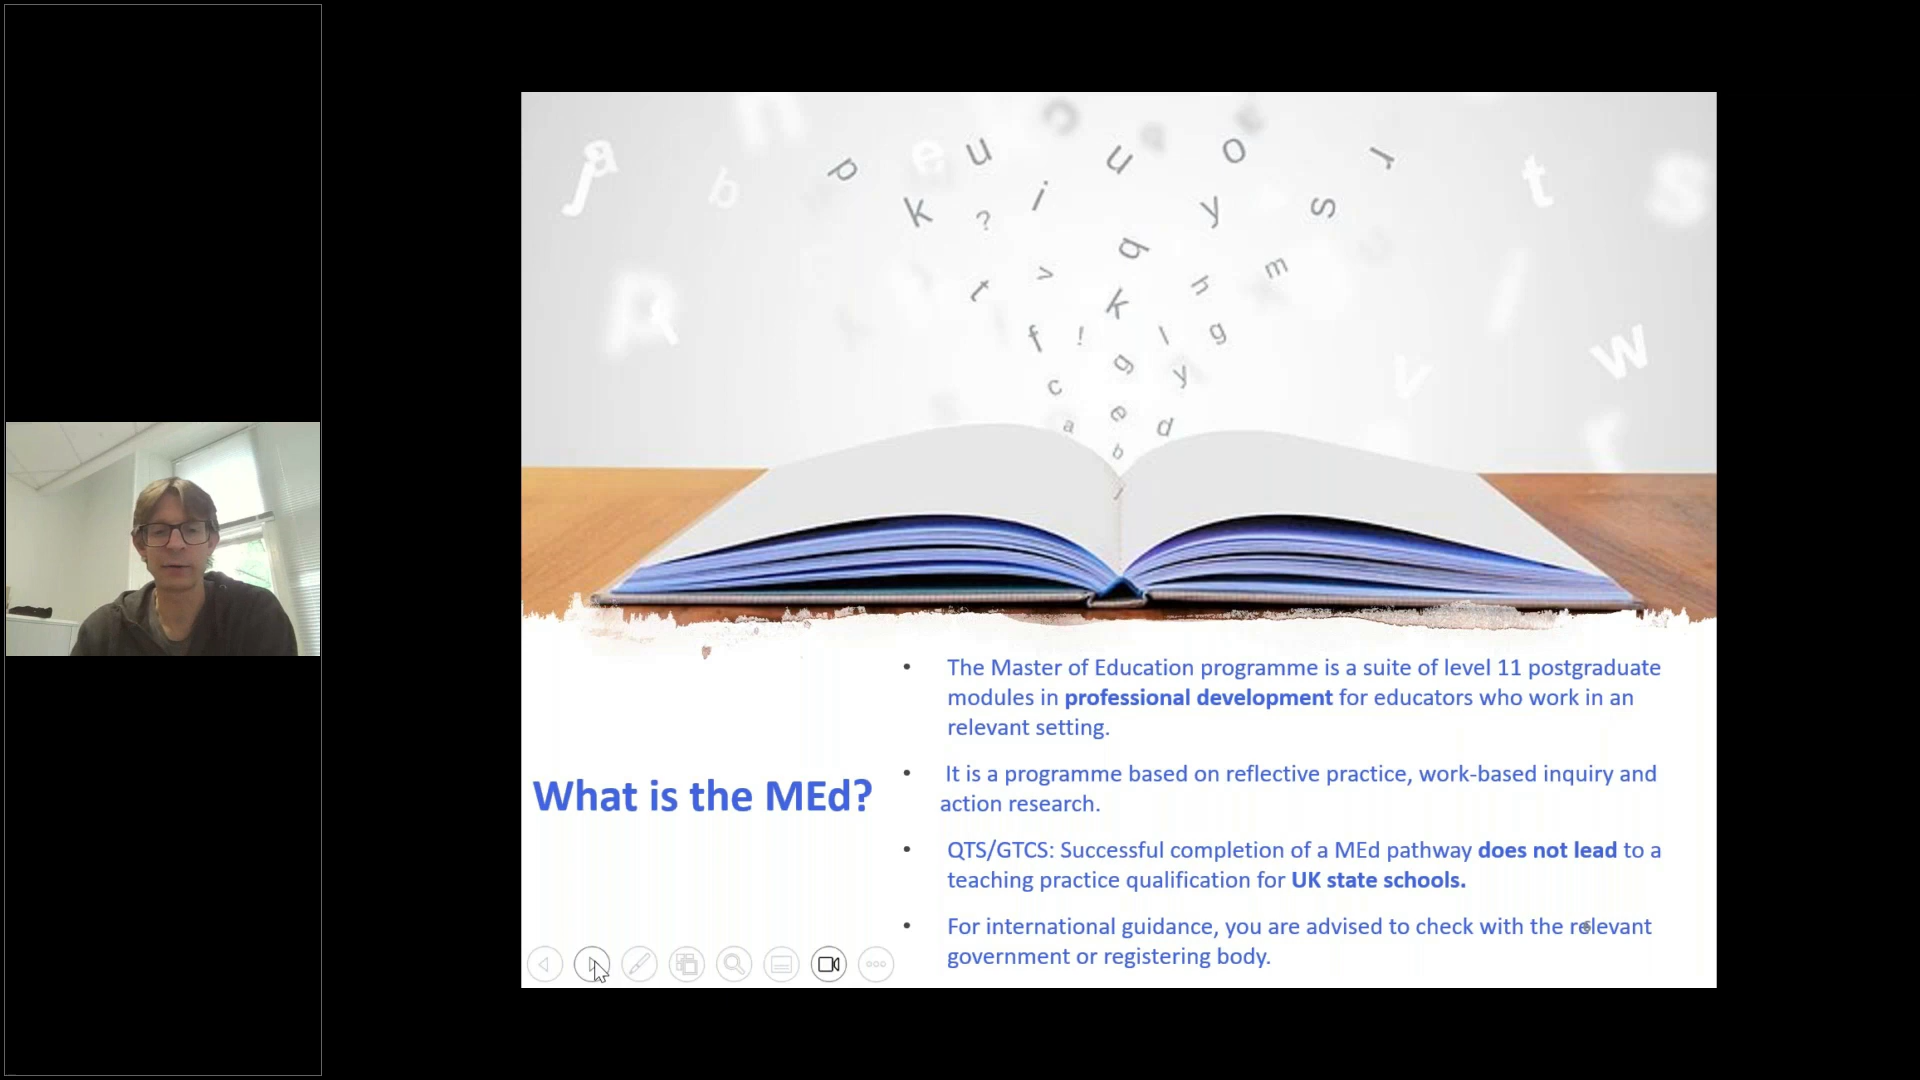 What is the MEd?
• The Master of Education programme is a suite of level 11 postgraduate
modules in professional development for educators who work in an
relevant setting.
• It is a programme based on reflective practice, work-based inquiry and
action research.
• QTS/GTCS: Successful completion of a MEd pathway does not lead to a
teaching practice qualification for UK state schools.
• For international guidance, you are advised to check with the relevant
government or registering body.